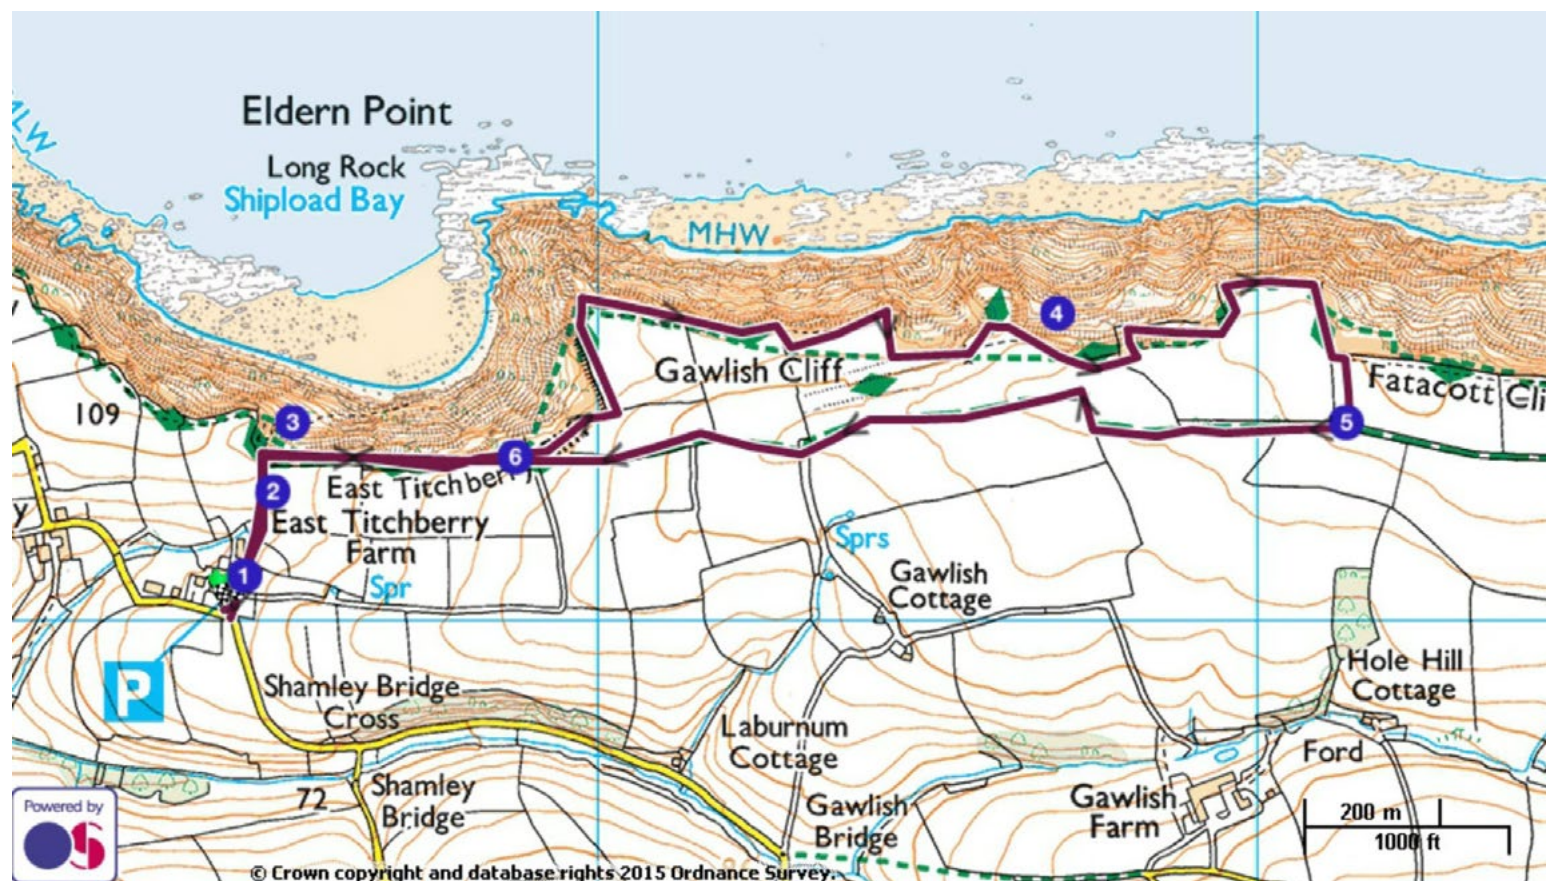 MLW
Eldern Point
Long Rock
Shipload Bay
MHW
4
Gawlish Cliff
Fatacott Cli
109
3
5
6
2
East Titchberry
y
East Titchberry
Farm
1
Spr
Sprs
Gawlish
Cottage
P
Shamley Bridge
Cross
Hole Hill
Cottage
Laburnum
Cottage
Ford
72
Shamley
Bridge
Gawlish
Bridge
Gawlish
Farm
200 m
1000 ft
Powered by
OS
© Crown copyright and database rights 2015 Ordnance Survey.